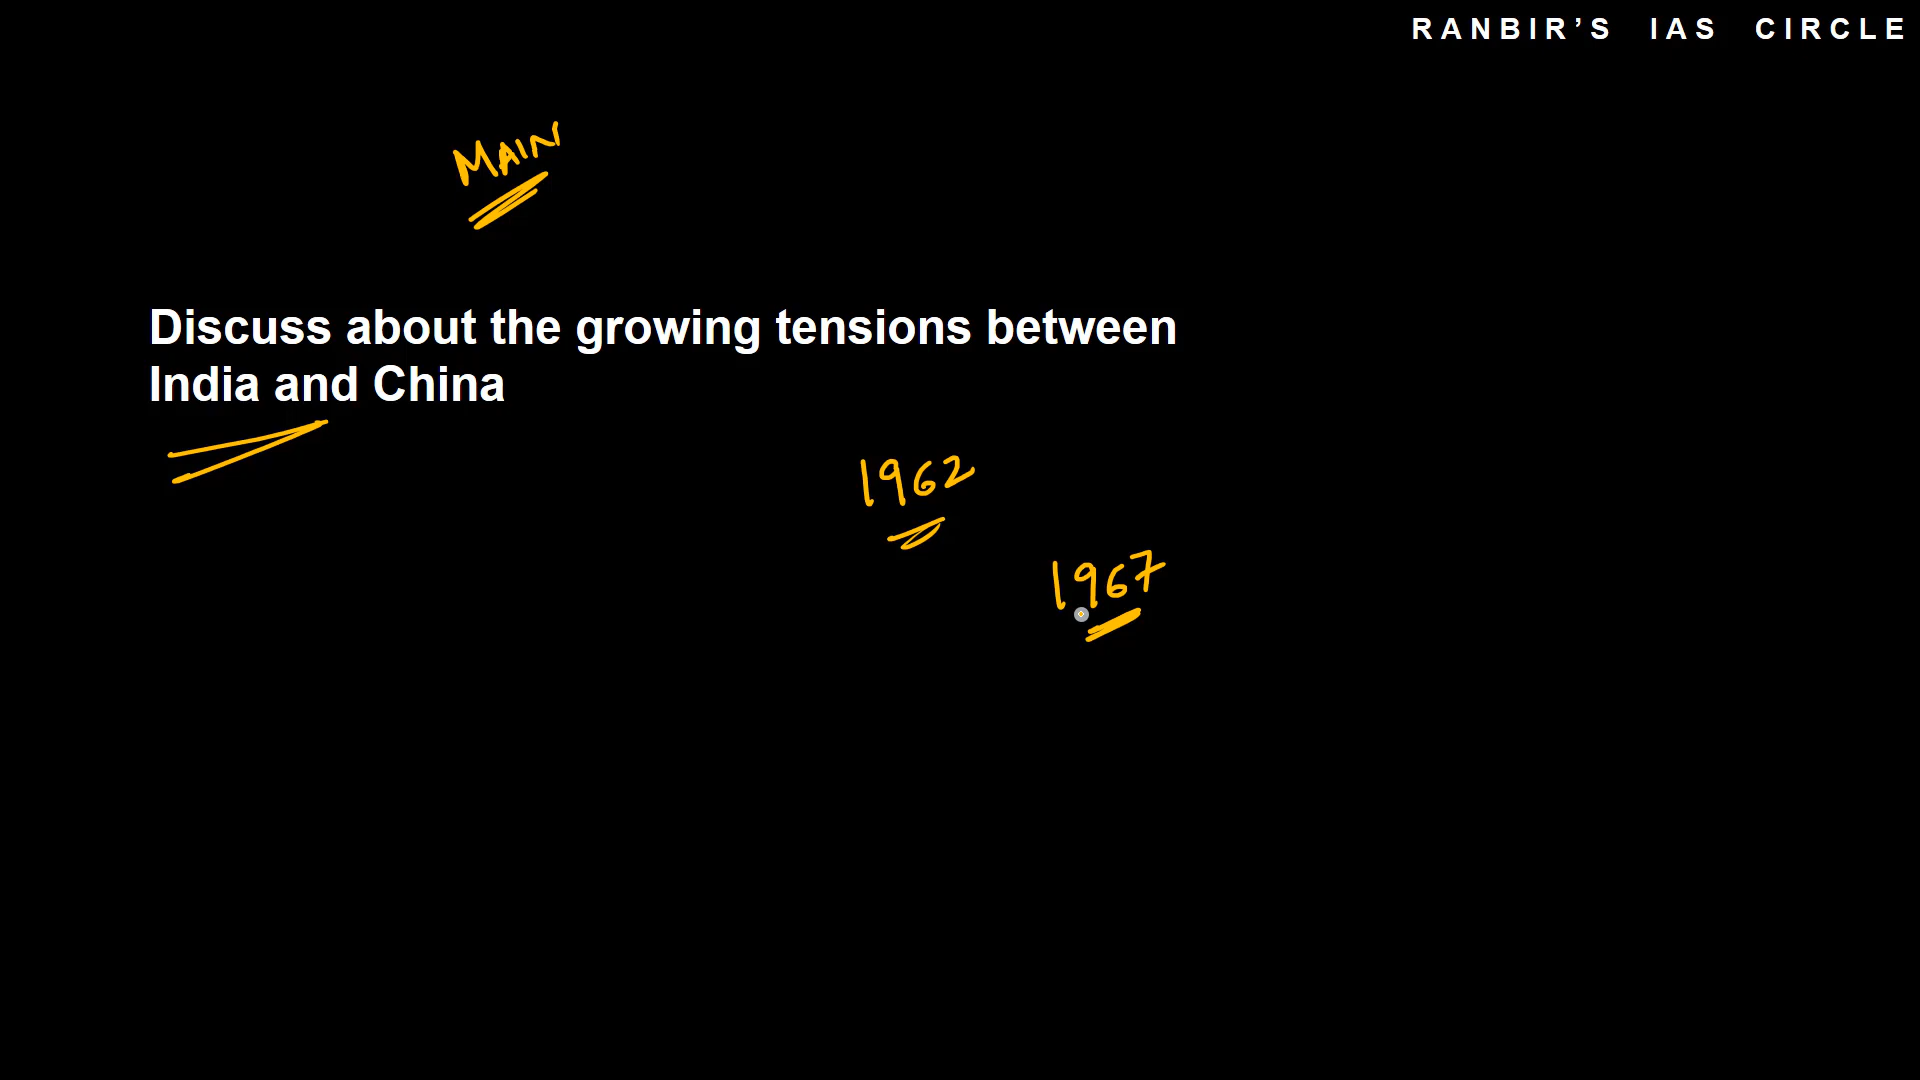 RANBIR’S IAS CIRCLE
MAIN
Discuss about the growing tensions between
India and China
1962
1967